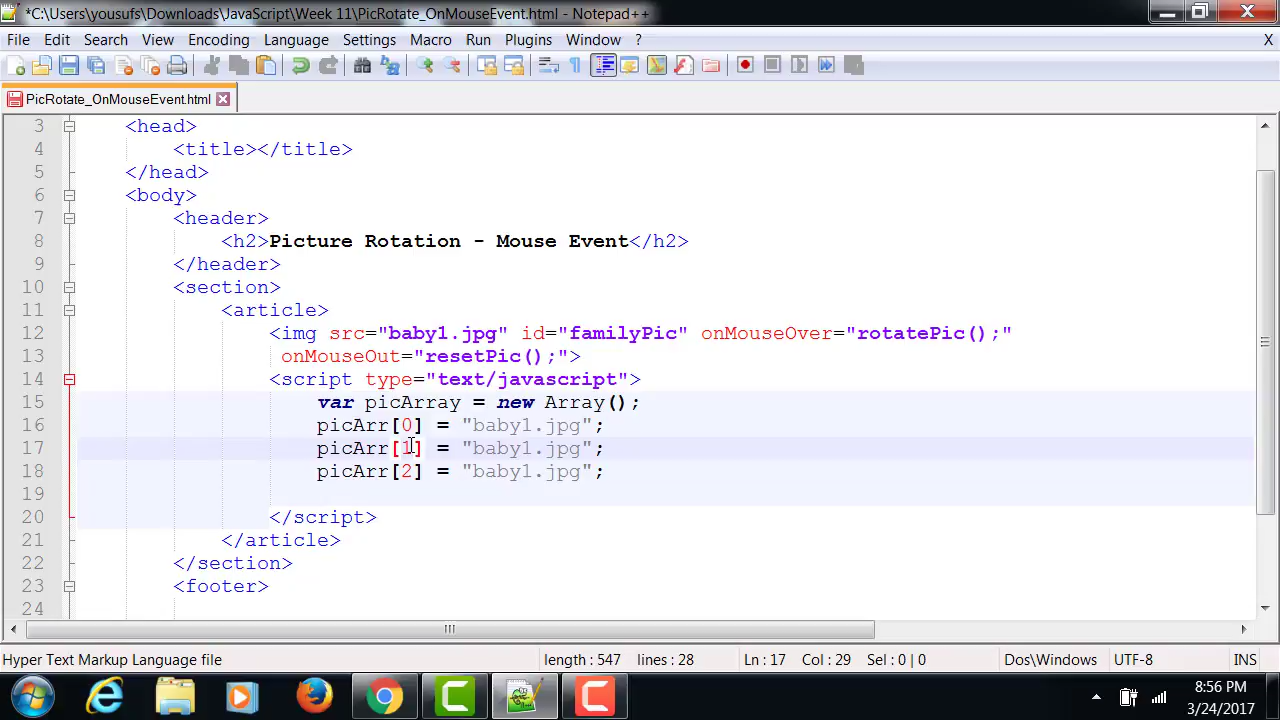 *C:\Users\yousufs\Downloads\JavaScript\Week 11\PicRotate_OnMouseEvent.html - Notepad++
File Edit Search View Encoding Language Settings Macro Run Plugins Window ? X
PicRotate_OnMouseEvent.html
3 <head>
4 <title></title>
5 </head>
6 <body>
7 <header>
8 <h2>Picture Rotation - Mouse Event</h2>
9 </header>
10 <section>
11 <article>
12 <img src="baby1.jpg" id="familyPic" onMouseOver="rotatePic();"
13 onMouseOut="resetPic();">
14 <script type="text/javascript">
15 var picArray = new Array();
16 picArr[0] = "baby1.jpg";
17 picArr[1] = "baby1.jpg";
18 picArr[2] = "baby1.jpg";
19
20 </script>
21 </article>
22 </section>
23 <footer>
24
Hyper Text Markup Language file length : 547 lines : 28 Ln : 17 Col : 29 Sel : 0 | 0 Dos\Windows UTF-8 INS
8:56 PM
3/24/2017